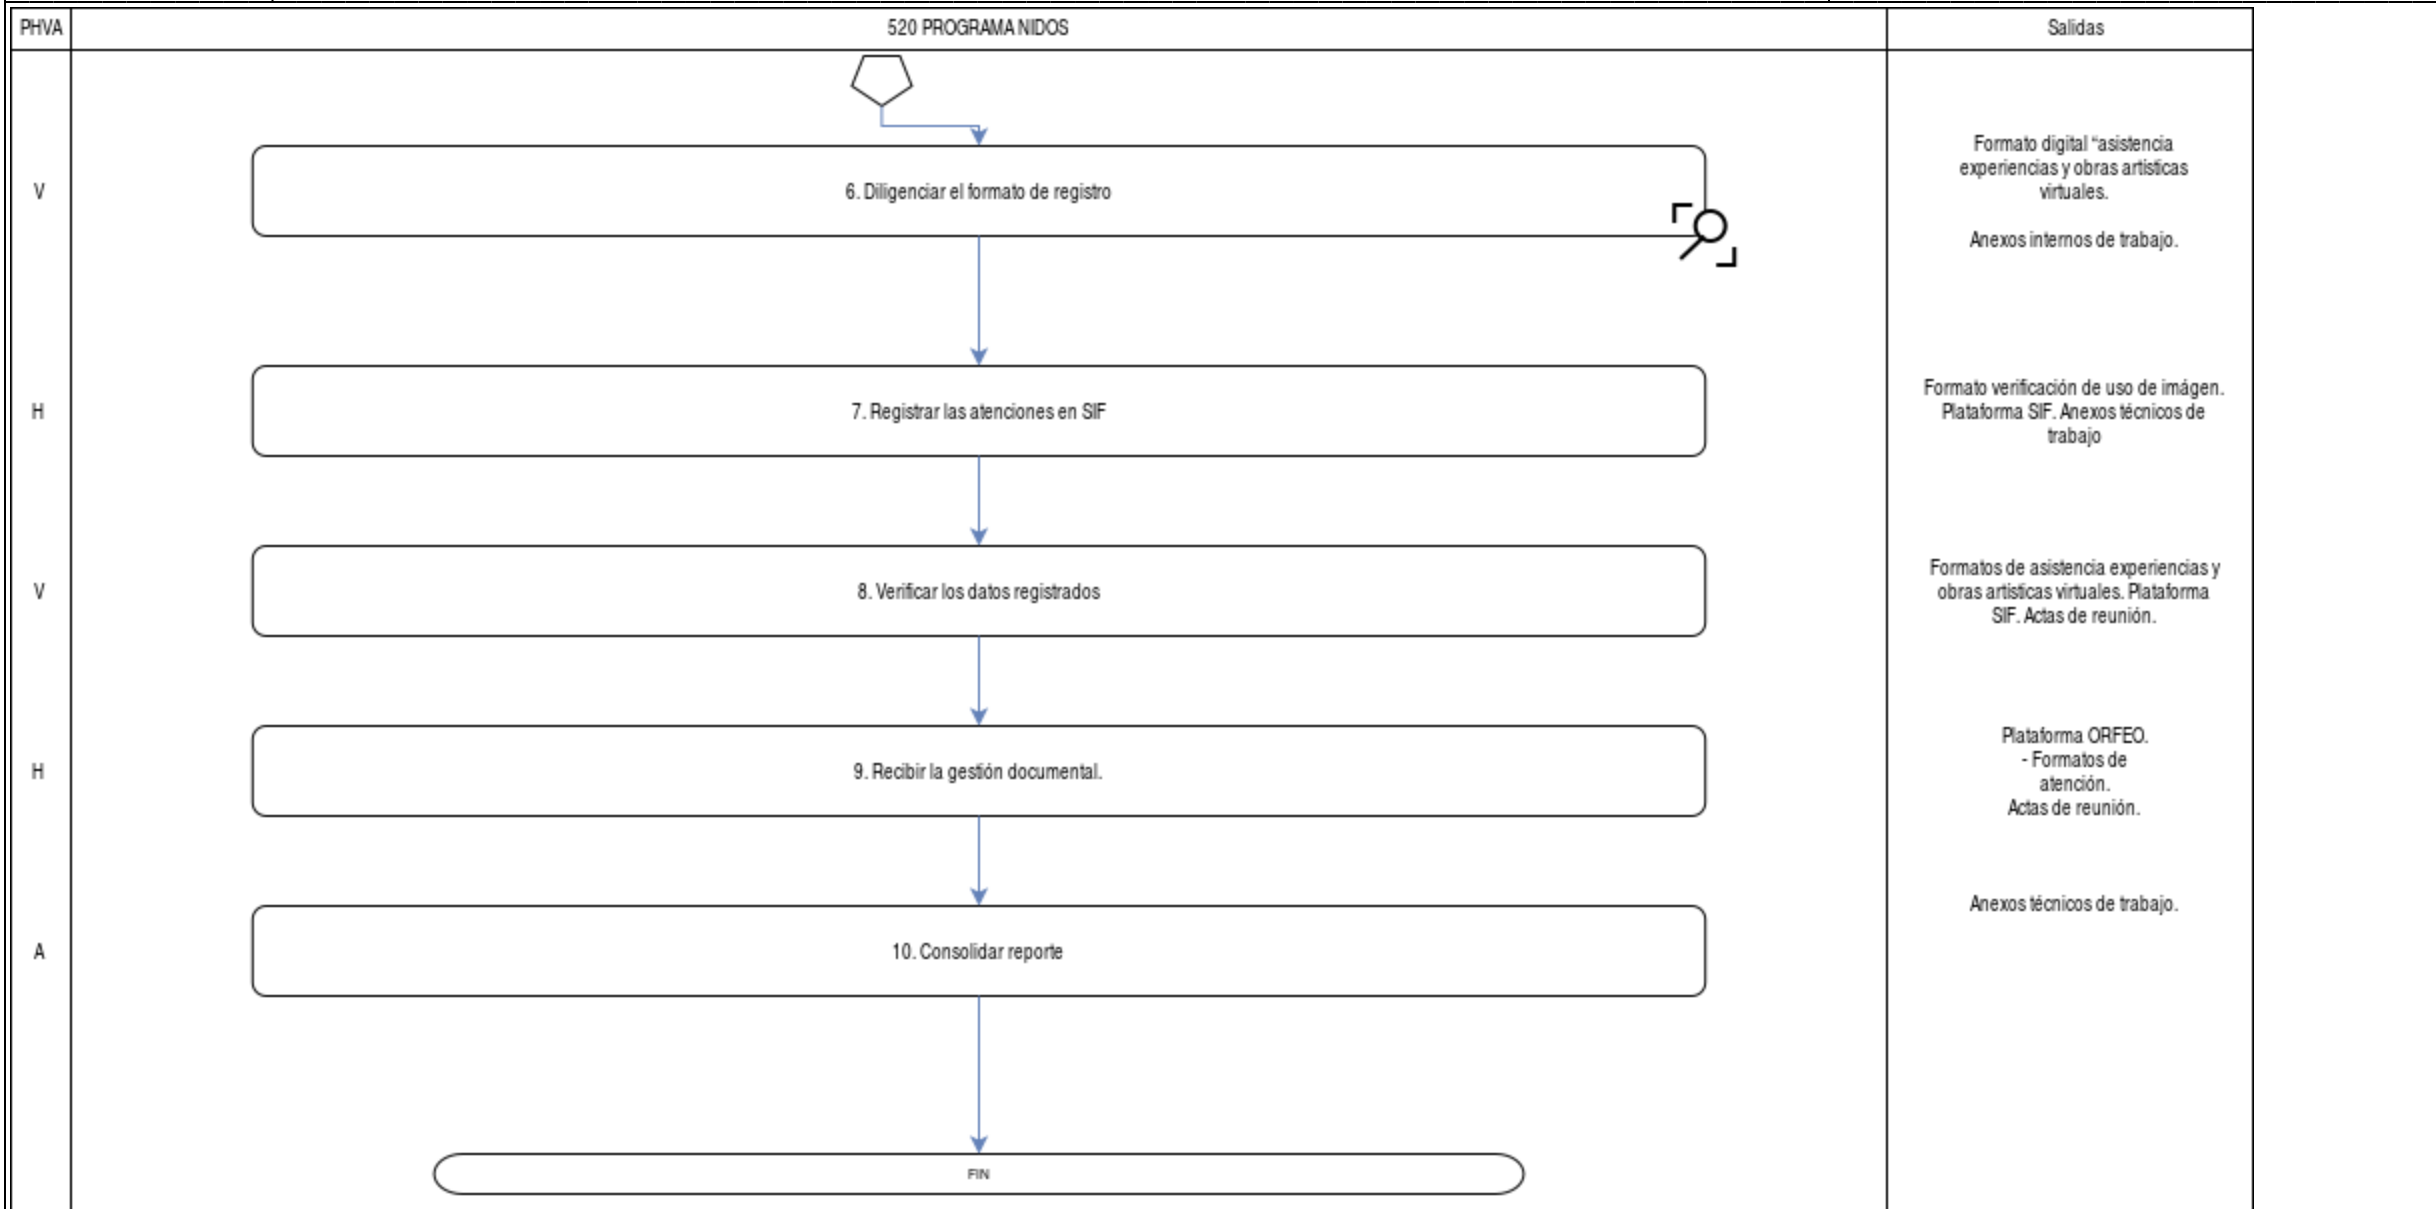 PHVA
520 PROGRAMA NIDOS
Salidas
V
6. Diligenciar el formato de registro
Formato digital “asistencia
experiencias y obras artísticas
virtuales.
Anexos internos de trabajo.
H
7. Registrar las atenciones en SIF
Formato verificación de uso de imágen.
Plataforma SIF. Anexos técnicos de
trabajo
V
8. Verificar los datos registrados
Formatos de asistencia experiencias y
obras artísticas virtuales. Plataforma
SIF. Actas de reunión.
H
9. Recibir la gestión documental.
Plataforma ORFEO.
- Formatos de
atención.
Actas de reunión.
A
10. Consolidar reporte
Anexos técnicos de trabajo.
FIN